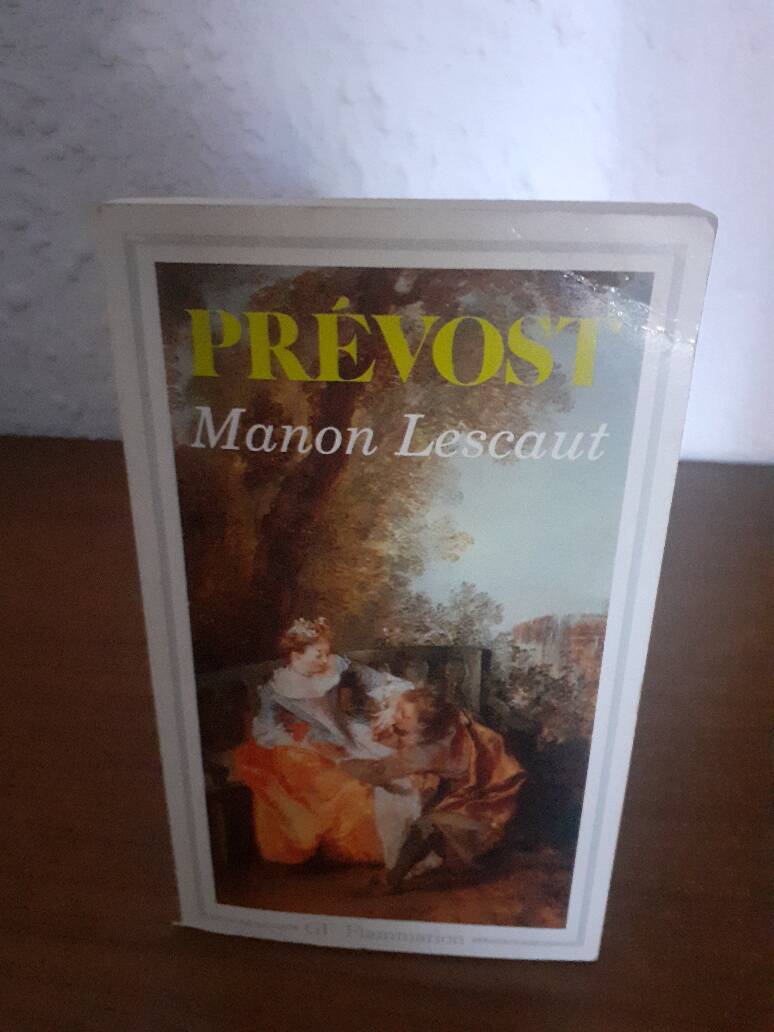 PRÉVOST
Manon Lescaut
GF Flammarion